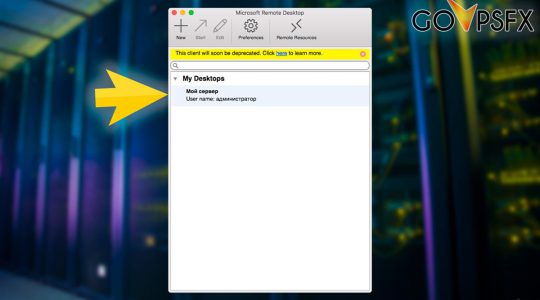 GOVPSFX
Microsoft Remote Desktop
New Start Edit Preferences Remote Resources
This client will soon be deprecated. Click here to learn more.
My Desktops
Мой сервер
User name: администратор